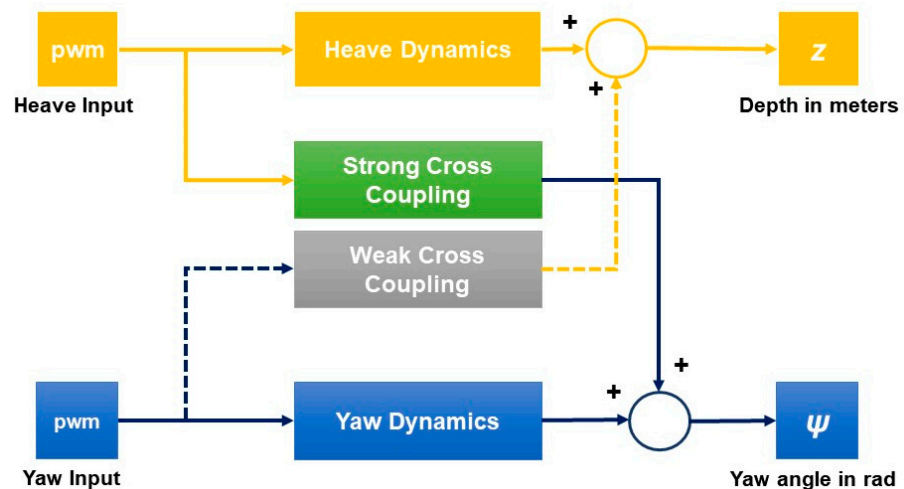 pwm
Heave Dynamics
+
+
z
Heave Input
Depth in meters
Strong Cross
Coupling
Weak Cross
Coupling
+
+
pwm
Yaw Dynamics
ψ
Yaw Input
Yaw angle in rad